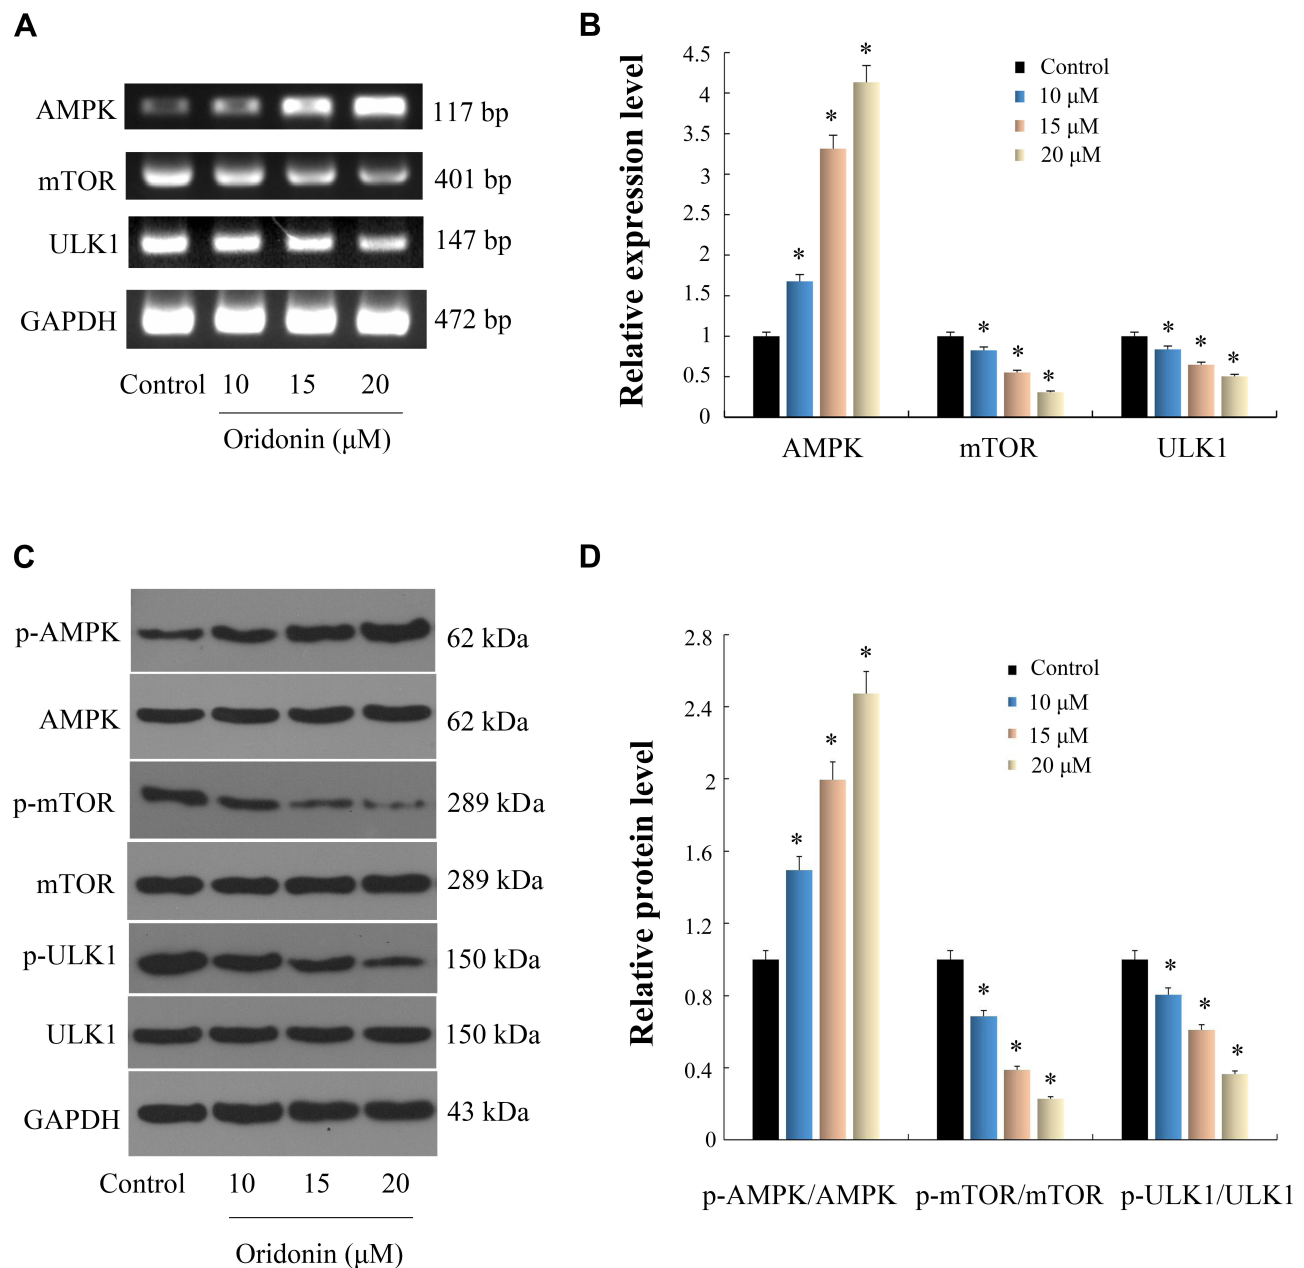 A
AMPK 117 bp
mTOR 401 bp
ULK1 147 bp
GAPDH 472 bp
Control 10 15 20
Oridonin (μM)
B
Relative expression level
4.5
4
3.5
3
2.5
2
1.5
1
0.5
0
Control
10 μM
15 μM
20 μM
* * * *
* * *
* * *
AMPK mTOR ULK1
C
p-AMPK 62 kDa
AMPK 62 kDa
p-mTOR 289 kDa
mTOR 289 kDa
p-ULK1 150 kDa
ULK1 150 kDa
GAPDH 43 kDa
Control 10 15 20
Oridonin (μM)
D
Relative protein level
2.8
2.4
2
1.6
1.2
0.8
0.4
0
Control
10 μM
15 μM
20 μM
* * *
* * *
* * *
p-AMPK/AMPK p-mTOR/mTOR p-ULK1/ULK1